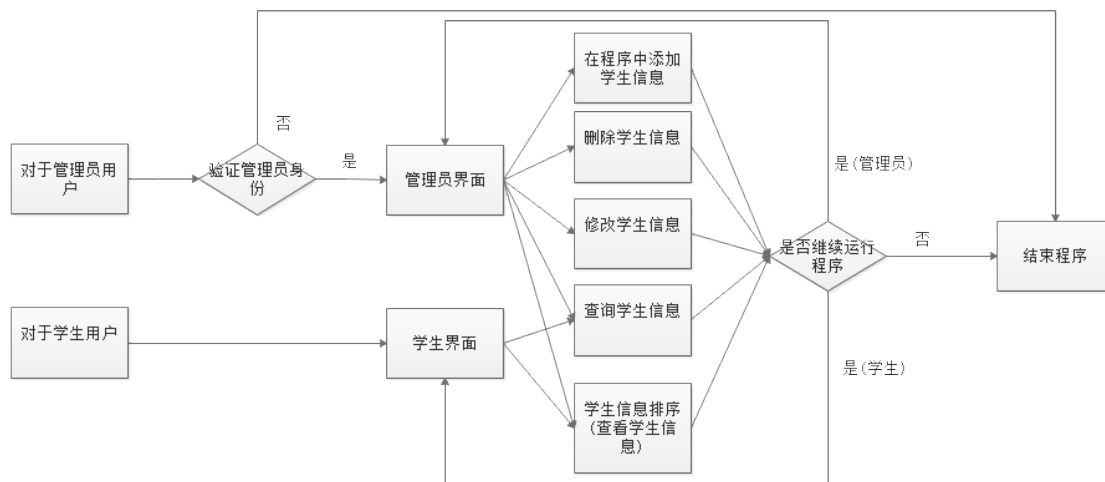 在程序中添加
学生信息
否
删除学生信息
对于管理员用
户
验证管理员身
份
是
管理员界面
是(管理员)
修改学生信息
是否继续运行
程序
否
结束程序
对于学生用户
学生界面
查询学生信息
是(学生)
学生信息排序
(查看学生信
息)